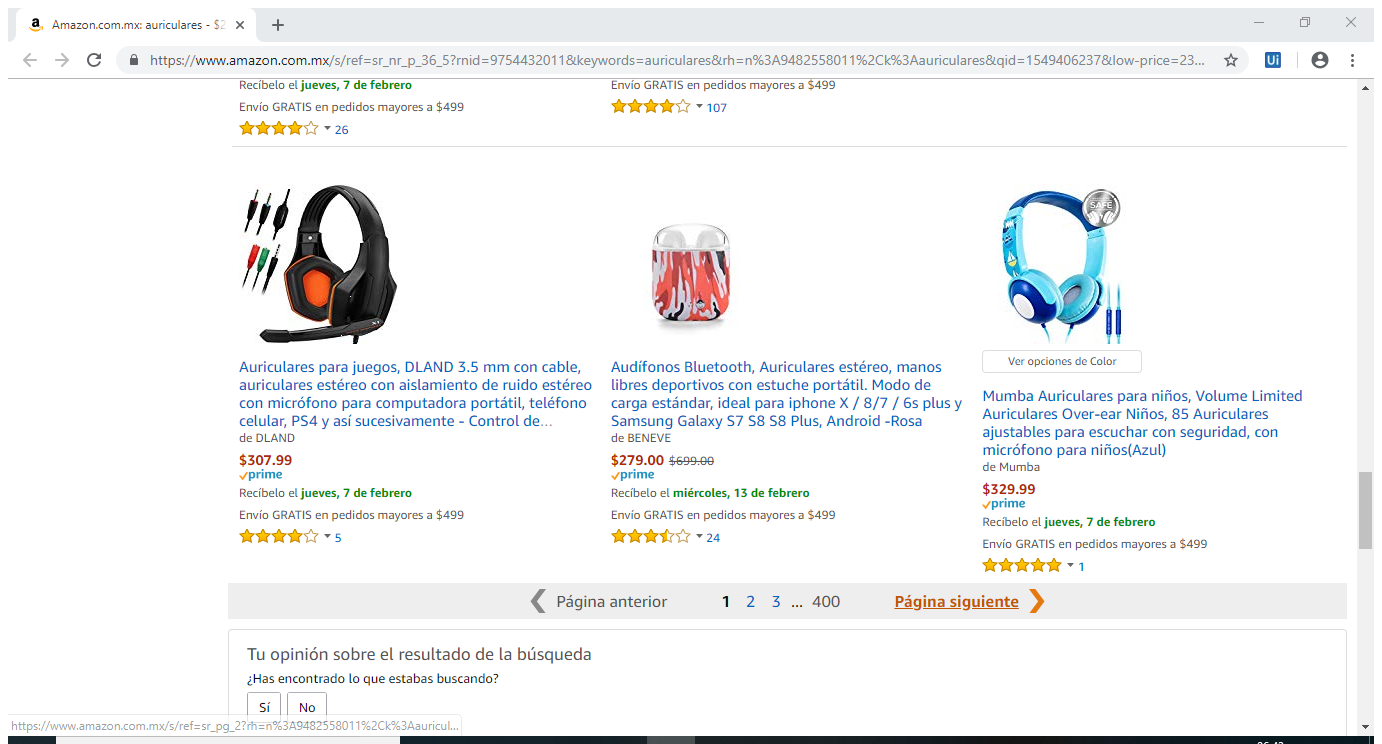 Amazon.com.mx: auriculares - $2
https://www.amazon.com.mx/s/ref=sr_nr_p_36_5?rnid=9754432011&keywords=auriculares&rh=n%3A9482558011%2Ck%3Aauriculares&qid=1549406237&low-price=23...
Ui
Recíbelo el jueves, 7 de febrero
Envío GRATIS en pedidos mayores a $499
26
Envío GRATIS en pedidos mayores a $499
107
SAFE
Auriculares para juegos, DLAND 3.5 mm con cable,
auriculares estéreo con aislamiento de ruido estéreo
con micrófono para computadora portátil, teléfono
celular, PS4 y así sucesivamente - Control de...
de DLAND
$307.99
prime
Recíbelo el jueves, 7 de febrero
Envío GRATIS en pedidos mayores a $499
5
Audífonos Bluetooth, Auriculares estéreo, manos
libres deportivos con estuche portátil. Modo de
carga estándar, ideal para iphone X / 8/7 / 6s plus y
Samsung Galaxy S7 S8 S8 Plus, Android -Rosa
de BENEVE
$279.00 $699.00
prime
Recíbelo el miércoles, 13 de febrero
Envío GRATIS en pedidos mayores a $499
24
Ver opciones de Color
Mumba Auriculares para niños, Volume Limited
Auriculares Over-ear Niños, 85 Auriculares
ajustables para escuchar con seguridad, con
micrófono para niños(Azul)
de Mumba
$329.99
prime
Recíbelo el jueves, 7 de febrero
Envío GRATIS en pedidos mayores a $499
1
Página anterior 1 2 3 ... 400 Página siguiente
Tu opinión sobre el resultado de la búsqueda
¿Has encontrado lo que estabas buscando?
Sí No
https://www.amazon.com.mx/s/ref=sr_pg_2?rh=n%3A9482558011%2Ck%3Aauricul...